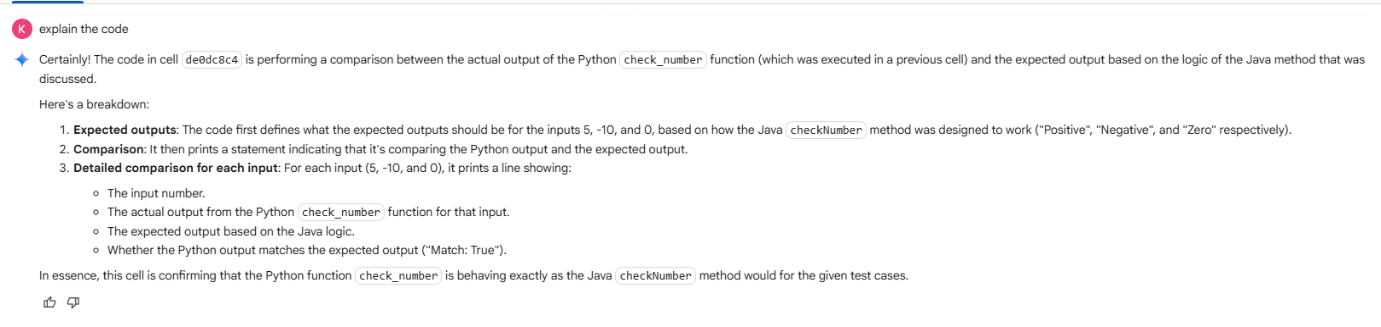 K explain the code
Certainly! The code in cell de0dc8c4 is performing a comparison between the actual output of the Python check_number function (which was executed in a previous cell) and the expected output based on the logic of the Java method that was
discussed.
Here's a breakdown:
1. Expected outputs: The code first defines what the expected outputs should be for the inputs 5, -10, and 0, based on how the Java checkNumber method was designed to work ("Positive", "Negative", and "Zero" respectively).
2. Comparison: It then prints a statement indicating that it's comparing the Python output and the expected output.
3. Detailed comparison for each input: For each input (5, -10, and 0), it prints a line showing:
The input number.
The actual output from the Python check_number function for that input.
The expected output based on the Java logic.
Whether the Python output matches the expected output ("Match: True").
In essence, this cell is confirming that the Python function check_number is behaving exactly as the Java checkNumber method would for the given test cases.